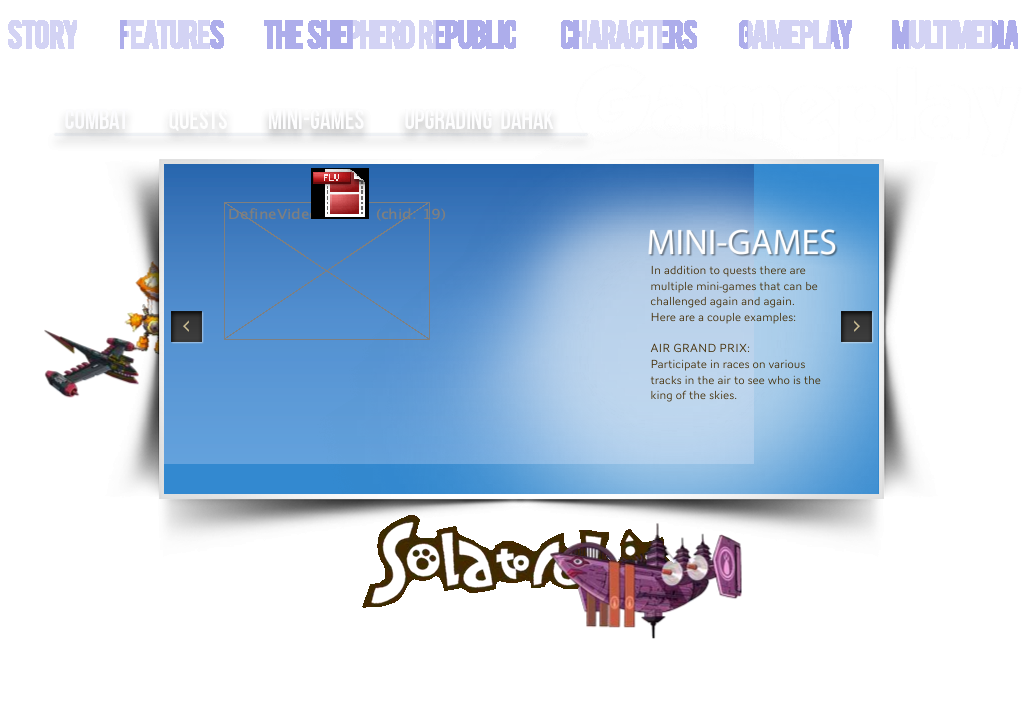 STORY FEATURES THE SHEPHERD REPUBLIC CHARACTERS GAMEPLAY MULTIMEDIA
COMBAT QUESTS MINI-GAMES UPGRADING DAHAK
FLV
DefineVide (chid: 19)
MINI-GAMES
In addition to quests there are
multiple mini-games that can be
challenged again and again.
Here are a couple examples:
AIR GRAND PRIX:
Participate in races on various
tracks in the air to see who is the
king of the skies.
Solatoro